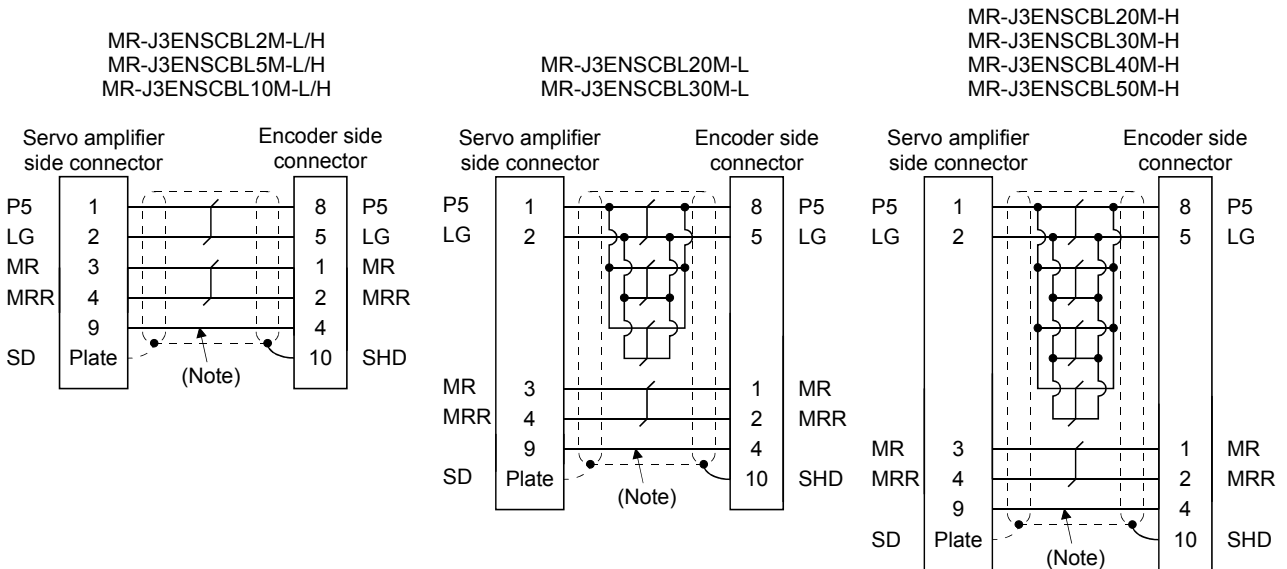 MR-J3ENSCBL2M-L/H
MR-J3ENSCBL5M-L/H
MR-J3ENSCBL10M-L/H
Servo amplifier
side connector
Encoder side
connector
P5 1 8 P5
LG 2 5 LG
MR 3 1 MR
MRR 4 2 MRR
9 4
SD Plate 10 SHD
(Note)
MR-J3ENSCBL20M-L
MR-J3ENSCBL30M-L
Servo amplifier
side connector
Encoder side
connector
P5 1 8 P5
LG 2 5 LG
MR 3 1 MR
MRR 4 2 MRR
9 4
SD Plate 10 SHD
(Note)
MR-J3ENSCBL20M-H
MR-J3ENSCBL30M-H
MR-J3ENSCBL40M-H
MR-J3ENSCBL50M-H
Servo amplifier
side connector
Encoder side
connector
P5 1 8 P5
LG 2 5 LG
MR 3 1 MR
MRR 4 2 MRR
9 4
SD Plate 10 SHD
(Note)